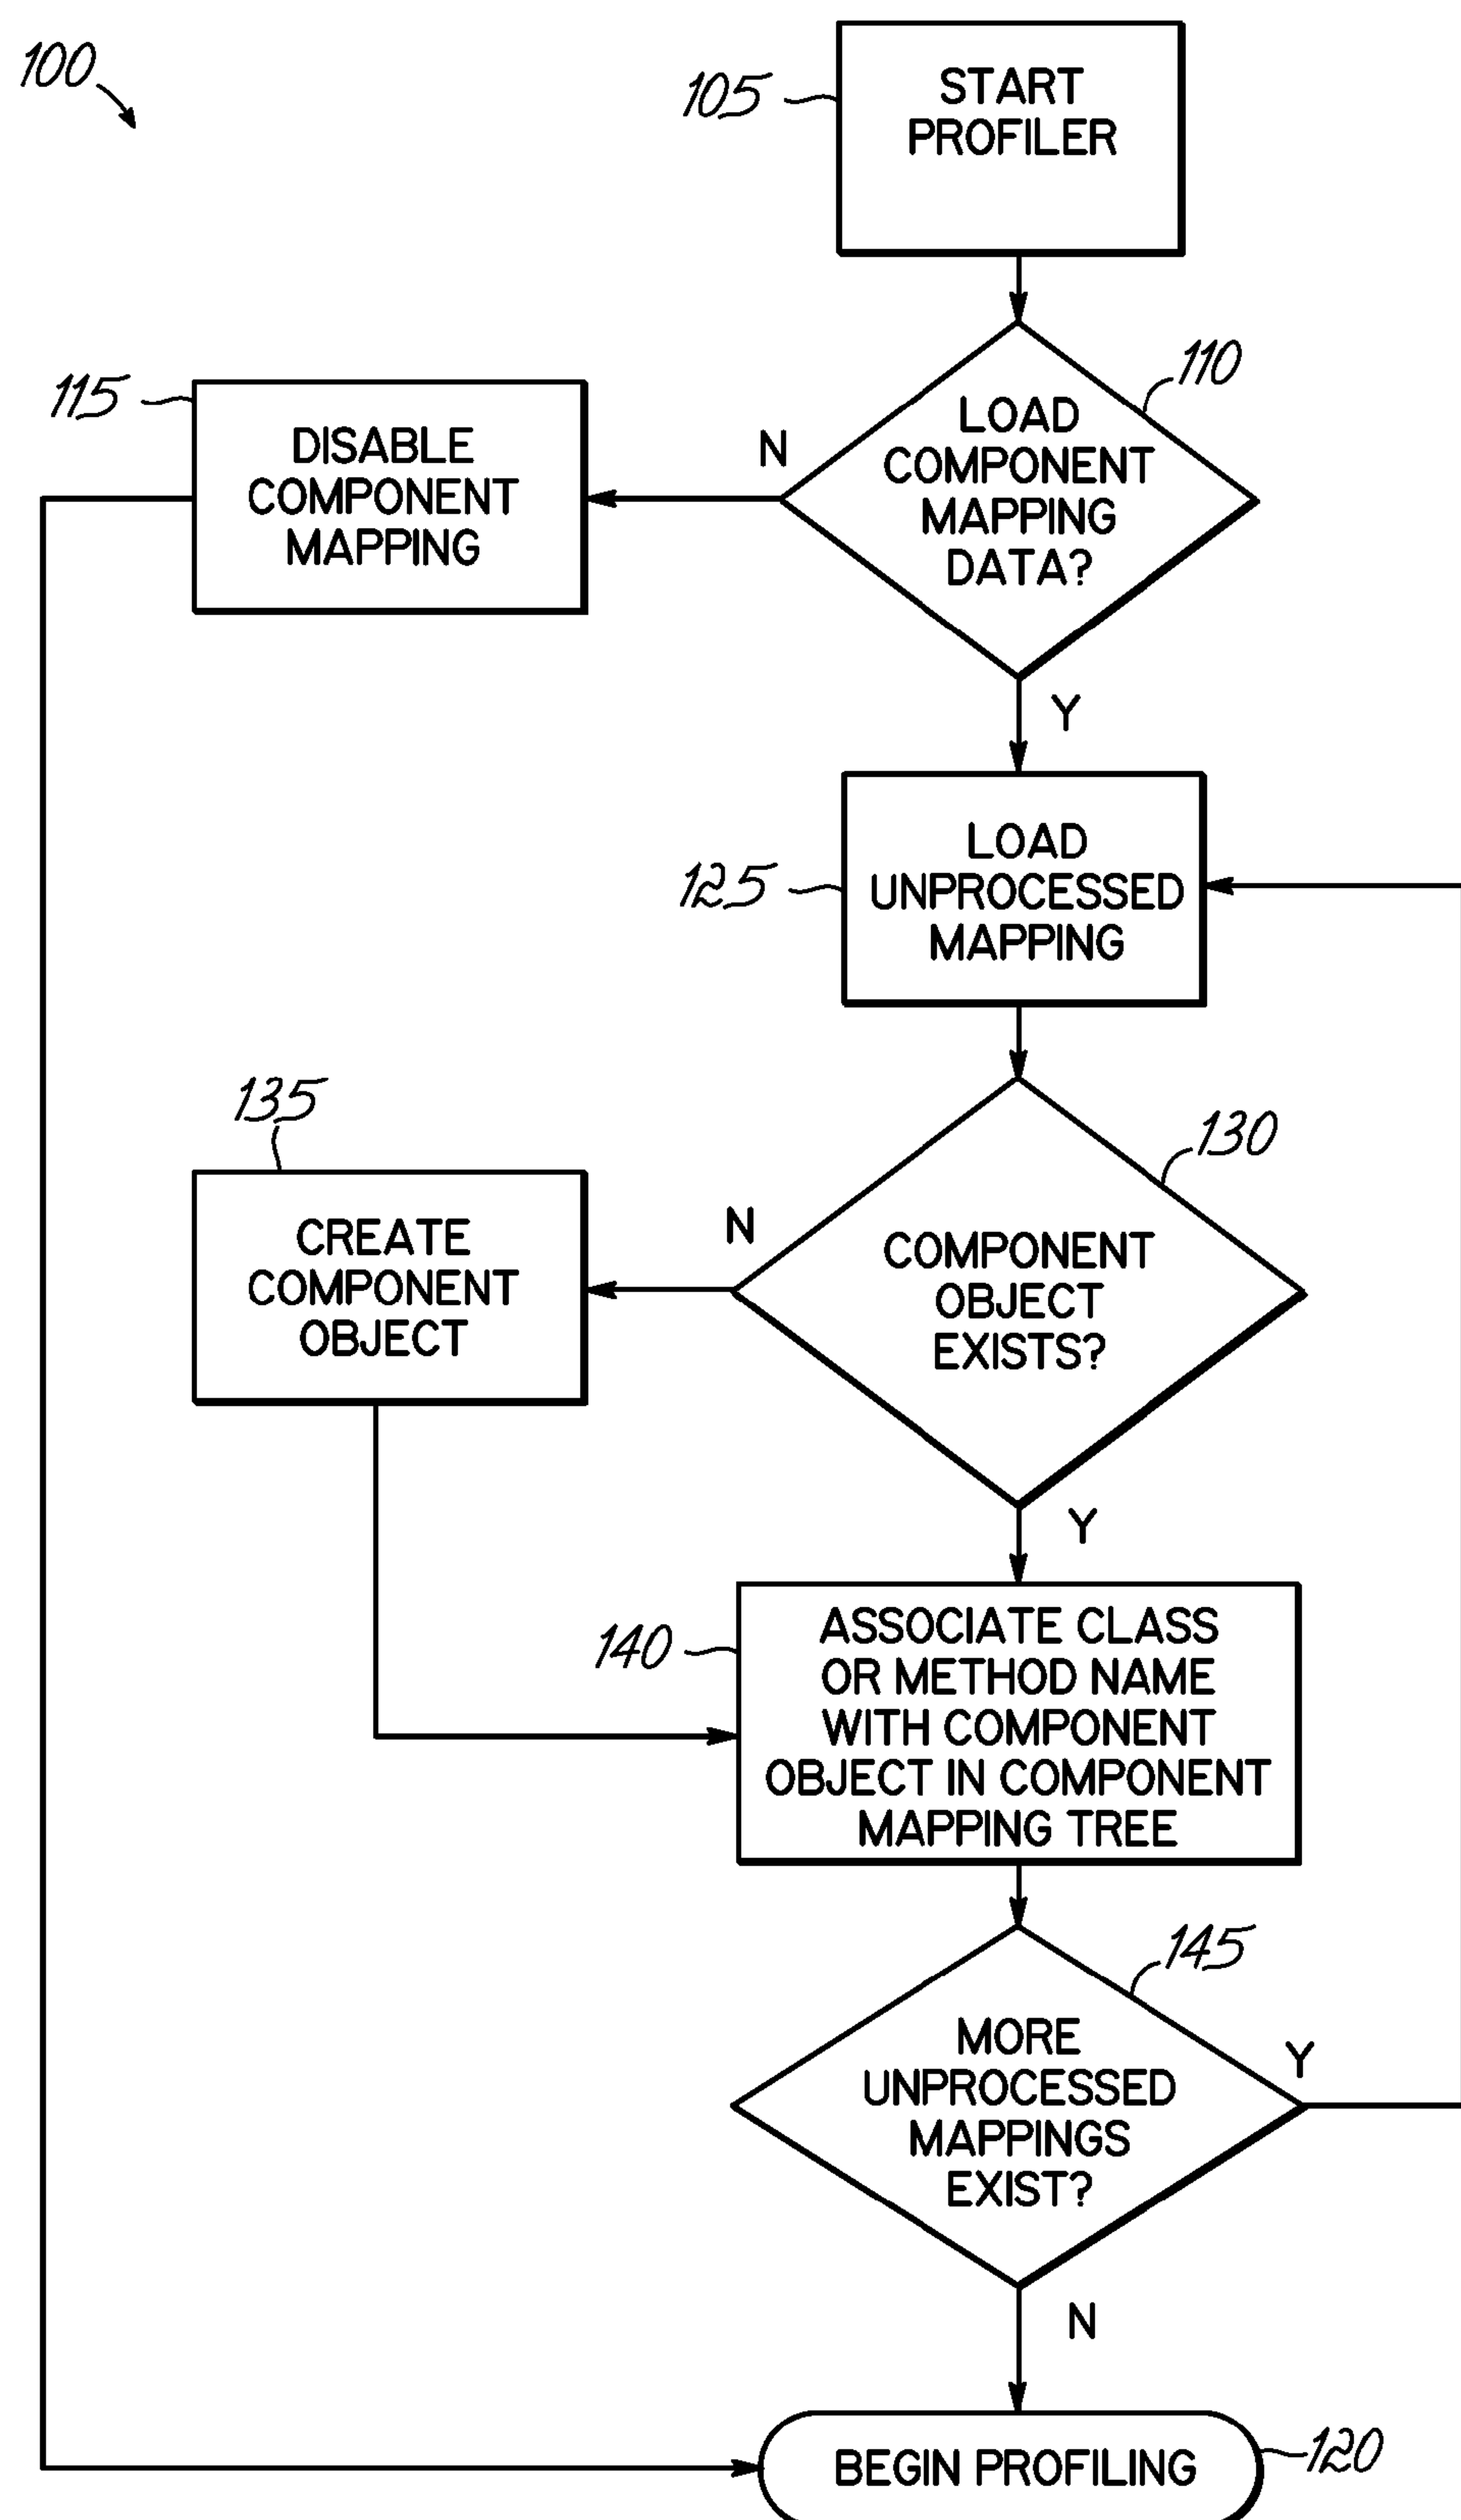 100
105
START
PROFILER
110
LOAD
COMPONENT
MAPPING
DATA?
N
115
DISABLE
COMPONENT
MAPPING
Y
125
LOAD
UNPROCESSED
MAPPING
130
COMPONENT
OBJECT
EXISTS?
N
135
CREATE
COMPONENT
OBJECT
Y
140
ASSOCIATE CLASS
OR METHOD NAME
WITH COMPONENT
OBJECT IN COMPONENT
MAPPING TREE
145
MORE
UNPROCESSED
MAPPINGS
EXIST?
Y
N
BEGIN PROFILING
120